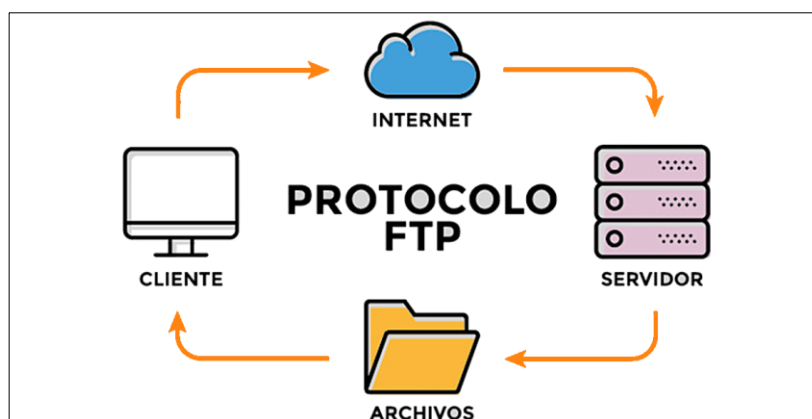 INTERNET
PROTOCOLO
FTP
CLIENTE
SERVIDOR
ARCHIVOS